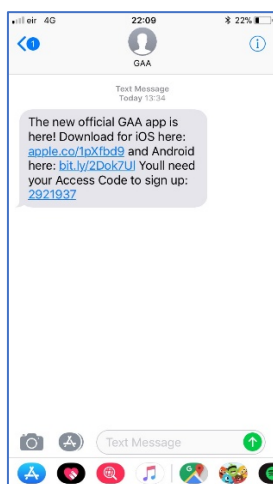 eir 4G 22:09 22%
1
GAA
Text Message
Today 13:34
The new official GAA app is
here! Download for iOS here:
apple.co/1pXfbd9 and Android
here: bit.ly/2Dok7Ul Youll need
your Access Code to sign up:
2921937
Text Message